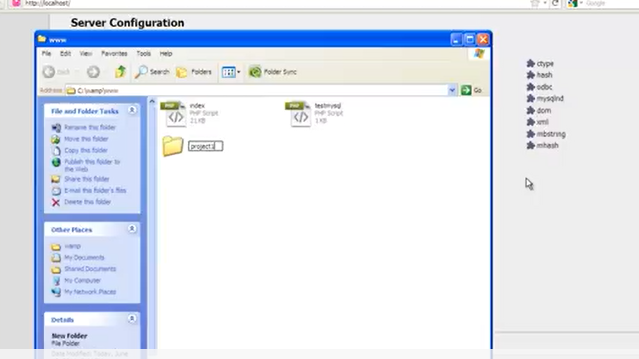 http://localhost/
Google
Server Configuration
www
File Edit View Favorites Tools Help
Back Search Folders Folder Sync
Address C:\wamp\www Go
File and Folder Tasks
Rename this folder
Move this folder
Copy this folder
Publish this folder to
the Web
Share this folder
E-mail this folder's files
Delete this folder
Other Places
wamp
My Documents
Shared Documents
My Computer
My Network Places
Details
New Folder
File Folder
Date Modified: Today, June
index
PHP Script
2 KB
testmysql
PHP Script
1 KB
project1
ctype
hash
odbc
mysqlnd
dom
xml
mbstring
mhash